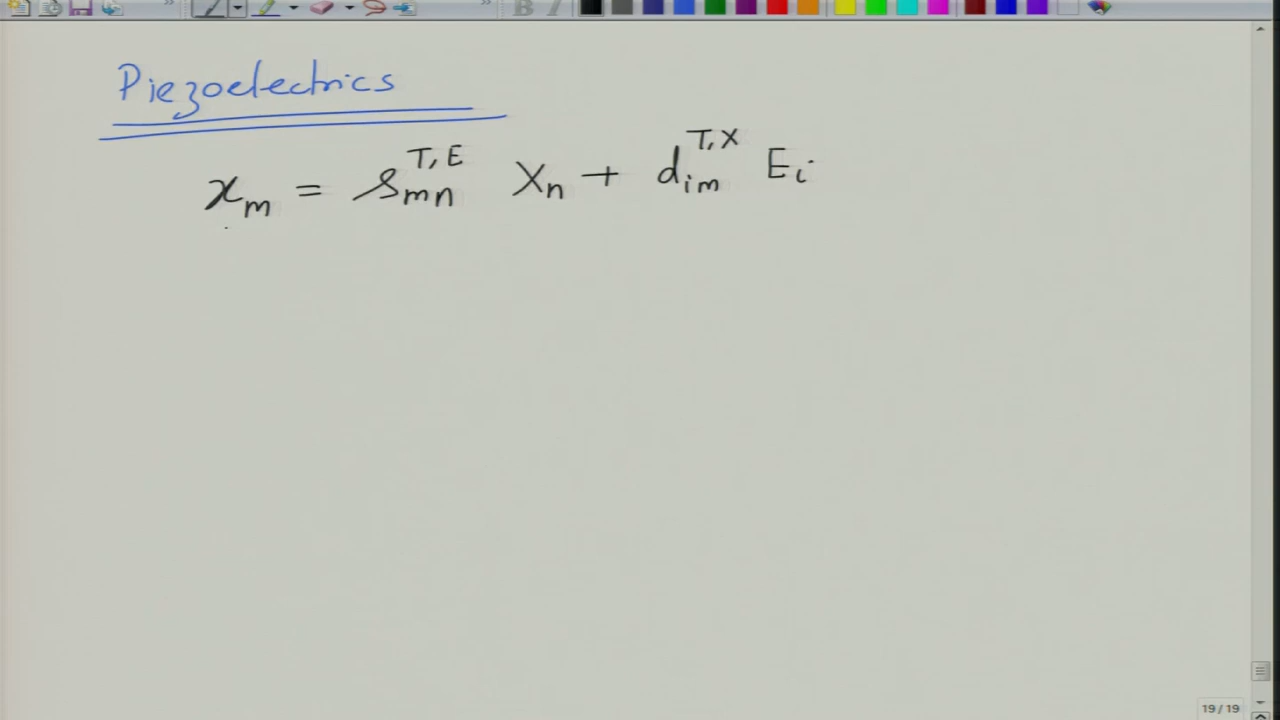 Piezoelectrics
x_m = s_mn^{T,E} X_n + d_im^{T,X} E_i
19 / 19